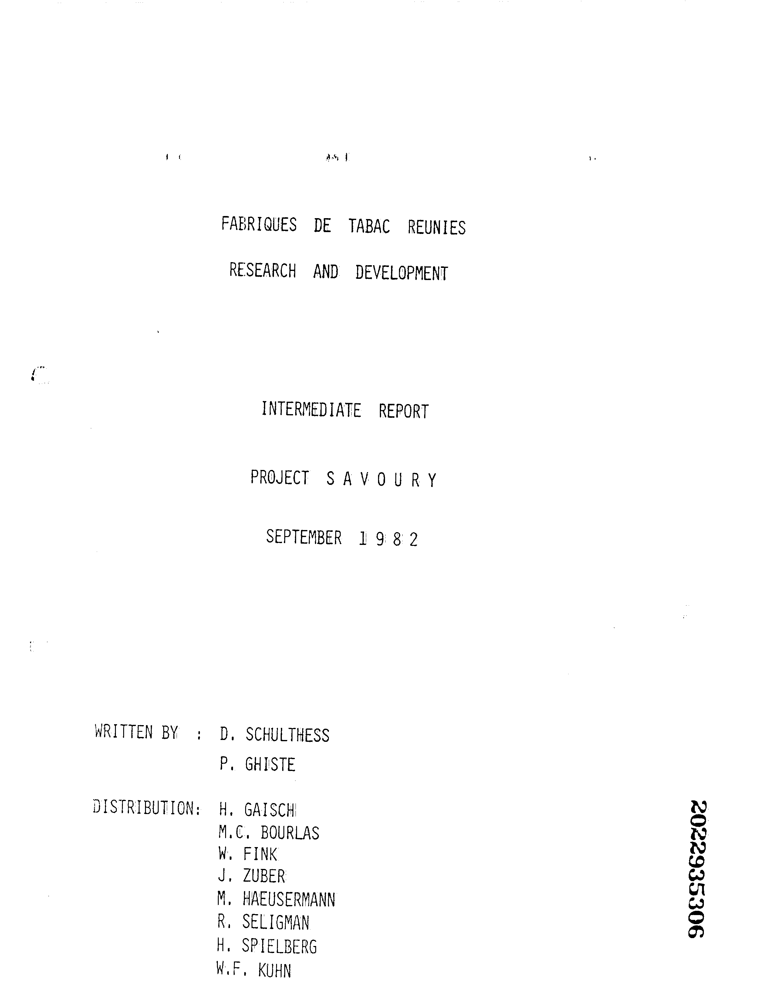 FABRIQUES DE TABAC REUNIES
RESEARCH AND DEVELOPMENT
INTERMEDIATE REPORT
PROJECT S A V O U R Y
SEPTEMBER 1 9 8 2
WRITTEN BY : D. SCHULTHESS
P. GHISTE
DISTRIBUTION: H. GAISCH
M.C. BOURLAS
W. FINK
J. ZUBER
M. HAEUSERMANN
R. SELIGMAN
H. SPIELBERG
W.F. KUHN
2022935306